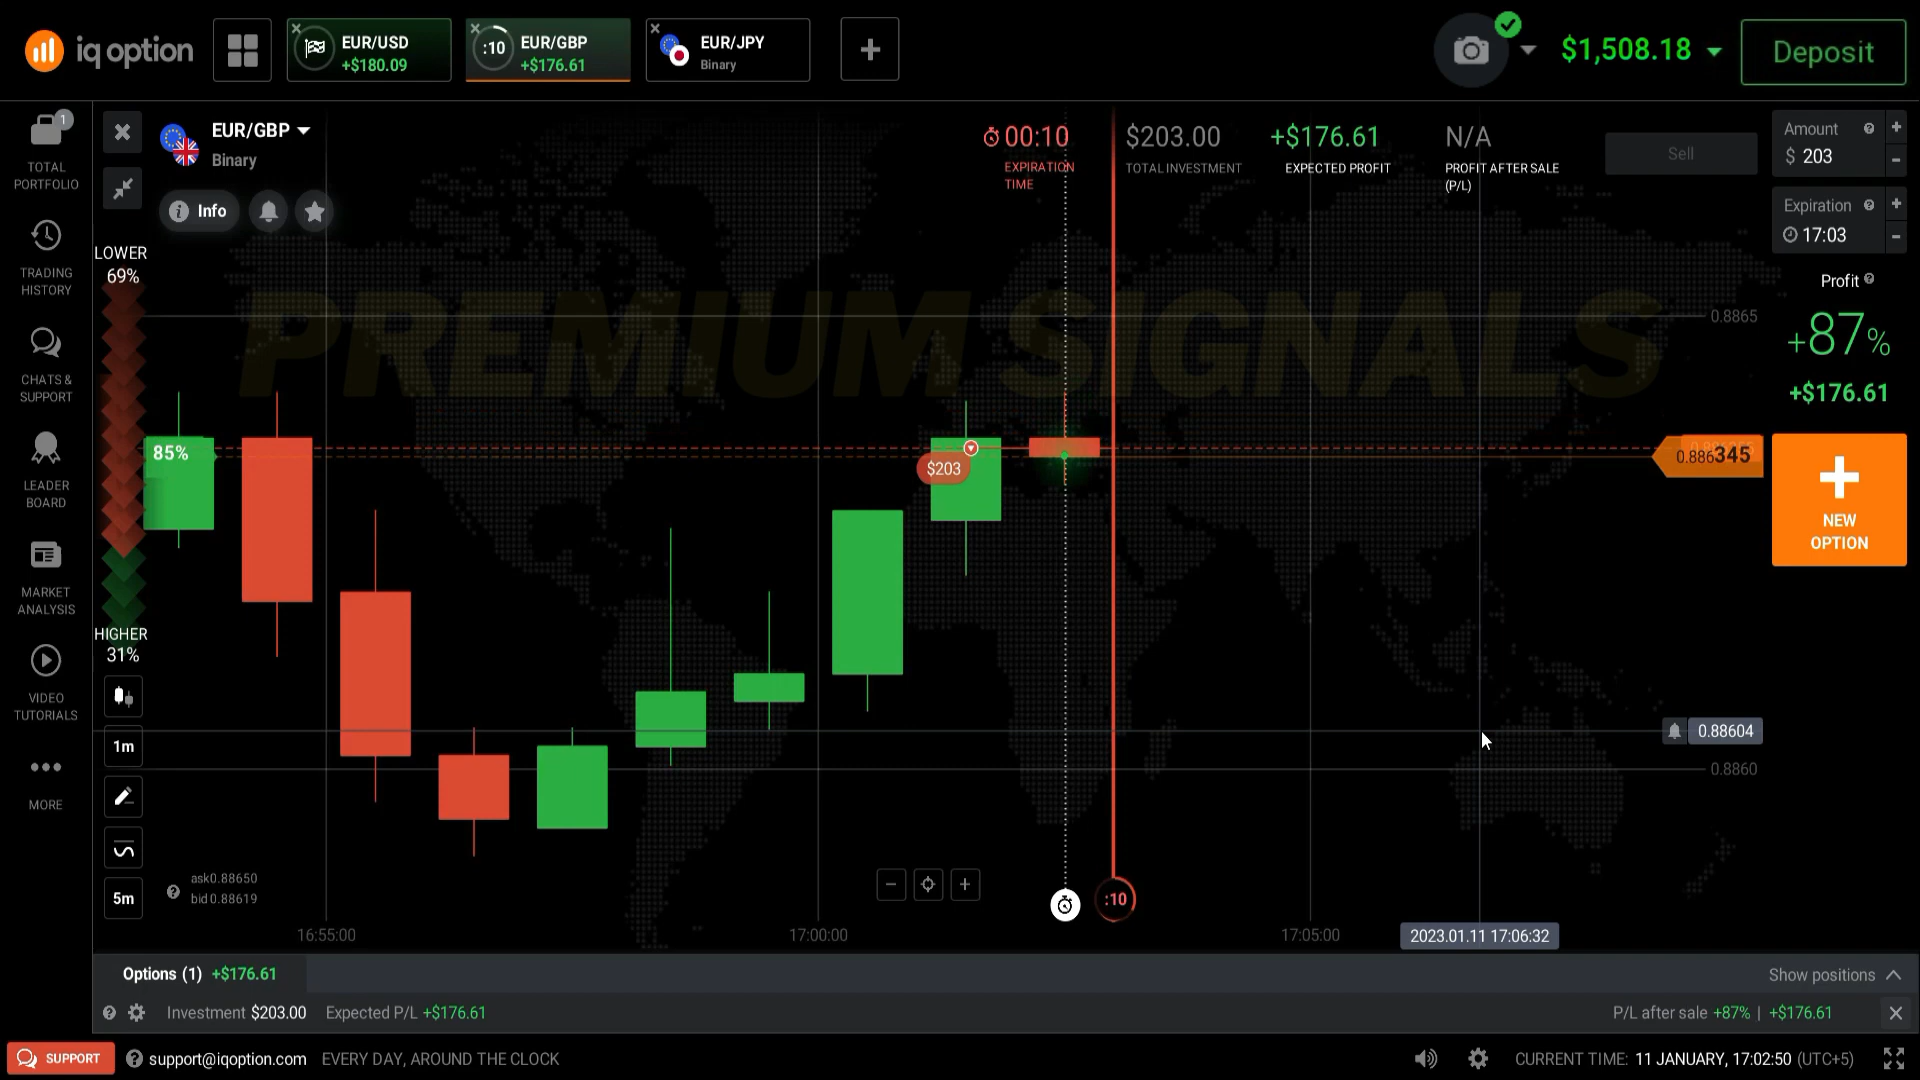 iq option
EUR/USD
+$180.09
:10
EUR/GBP
+$176.61
EUR/JPY
Binary
$1,508.18
Deposit
1
TOTAL
PORTFOLIO
TRADING
HISTORY
CHATS &
SUPPORT
LEADER
BOARD
MARKET
ANALYSIS
VIDEO
TUTORIALS
MORE
EUR/GBP
Binary
Info
00:10
EXPIRATION
TIME
$203.00
TOTAL INVESTMENT
+$176.61
EXPECTED PROFIT
N/A
PROFIT AFTER SALE
(P/L)
Sell
Amount
$ 203
Expiration
17:03
Profit
+87%
+$176.61
NEW
OPTION
LOWER
69%
HIGHER
31%
PREMIUM SIGNALS
85%
$203
0.8865
0.886345
0.88604
0.8860
1m
5m
ask0.88650
bid0.88619
:10
16:55:00
17:00:00
17:05:00
2023.01.11 17:06:32
Options (1) +$176.61
Show positions
Investment $203.00 Expected P/L +$176.61
P/L after sale +87% | +$176.61
SUPPORT
support@iqoption.com EVERY DAY, AROUND THE CLOCK
CURRENT TIME: 11 JANUARY, 17:02:50 (UTC+5)